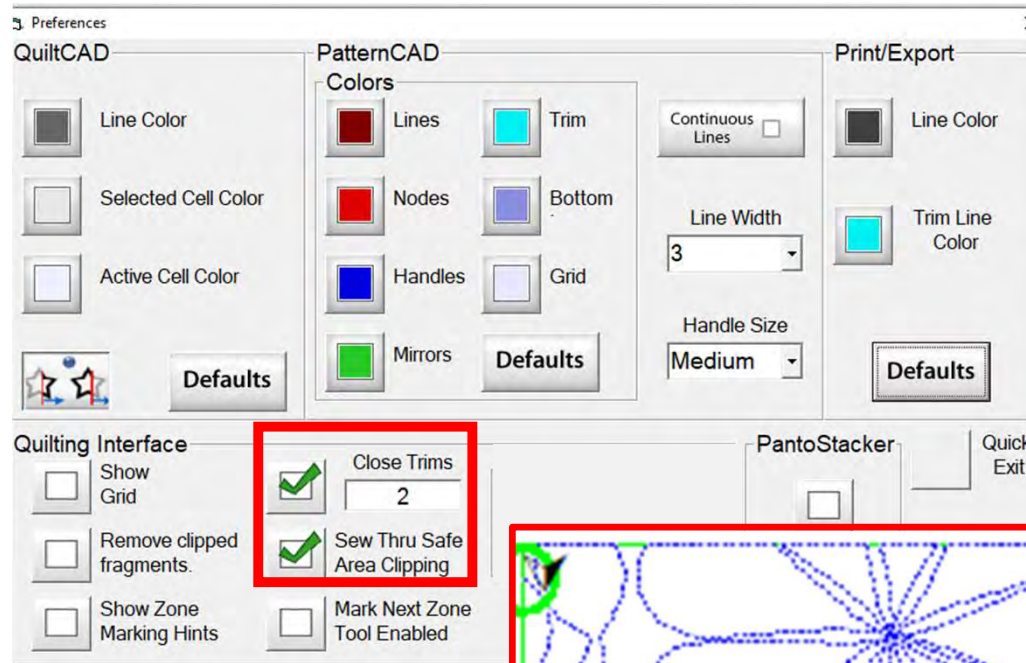 Preferences
QuiltCAD
PatternCAD
Print/Export
Colors
Line Color
Lines
Trim
Continuous
Lines
Line Color
Selected Cell Color
Nodes
Bottom
Line Width
3
Trim Line
Color
Active Cell Color
Handles
Grid
Handle Size
Medium
Defaults
Mirrors
Defaults
Defaults
Quilting Interface
Show
Grid
Close Trims
2
PantoStacker
Quick
Exit
Remove clipped
fragments.
Sew Thru Safe
Area Clipping
Show Zone
Marking Hints
Mark Next Zone
Tool Enabled